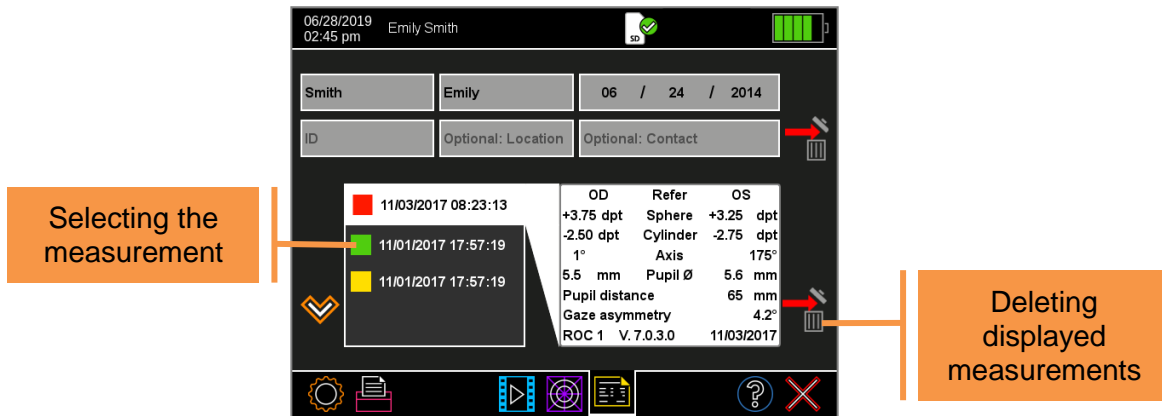 06/28/2019
02:45 pm
Emily Smith
SD
Smith Emily 06 / 24 / 2014
ID Optional: Location Optional: Contact
Selecting the
measurement
11/03/2017 08:23:13
11/01/2017 17:57:19
11/01/2017 17:57:19
OD Refer OS
+3.75 dpt Sphere +3.25 dpt
-2.50 dpt Cylinder -2.75 dpt
1° Axis 175°
5.5 mm Pupil Ø 5.6 mm
Pupil distance 65 mm
Gaze asymmetry 4.2°
ROC 1 V. 7.0.3.0 11/03/2017
Deleting
displayed
measurements
?